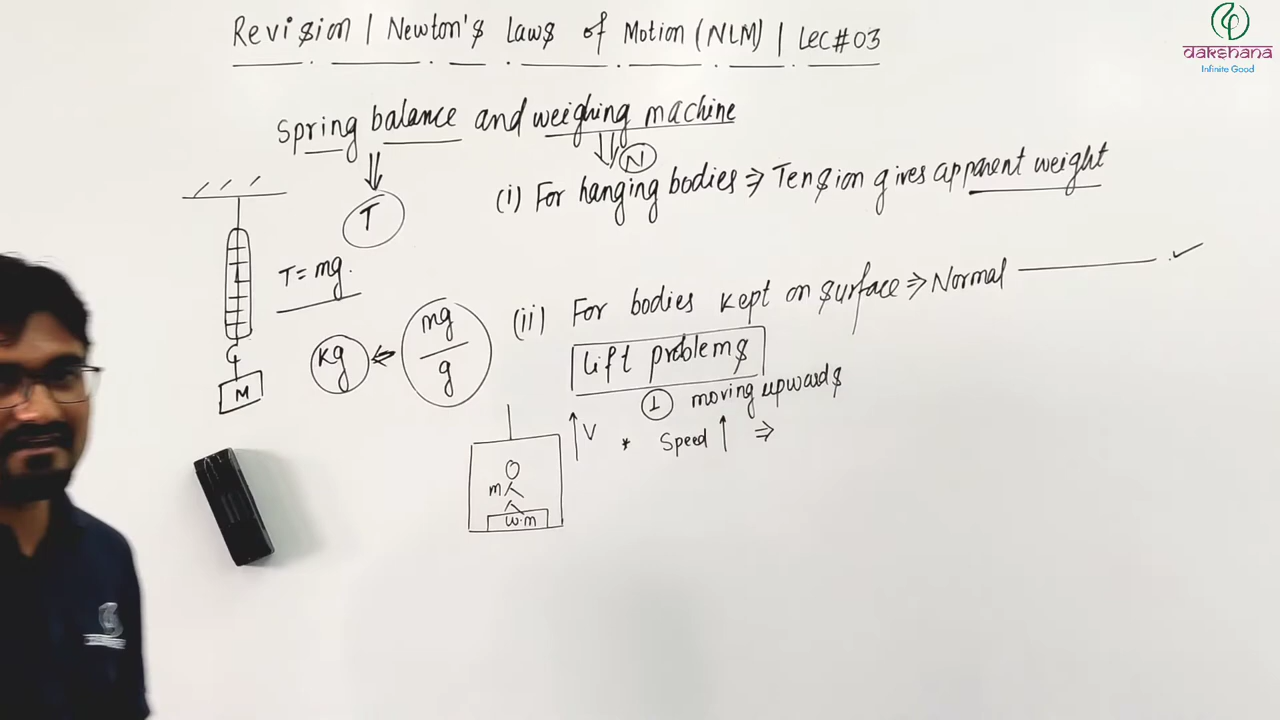 Revision | Newton's Laws of Motion (NLM) | Lec#03
dakshana
Infinite Good
Spring balance and weighing machine
N
T
(i) For hanging bodies ⇒ Tension gives apparent weight
T = mg.
(ii) For bodies kept on surface ⇒ Normal ———— . ✓
kg ⇐ mg/g
M
Lift problems
1 moving upwards
V * Speed ↑ ⇒
m
w.m